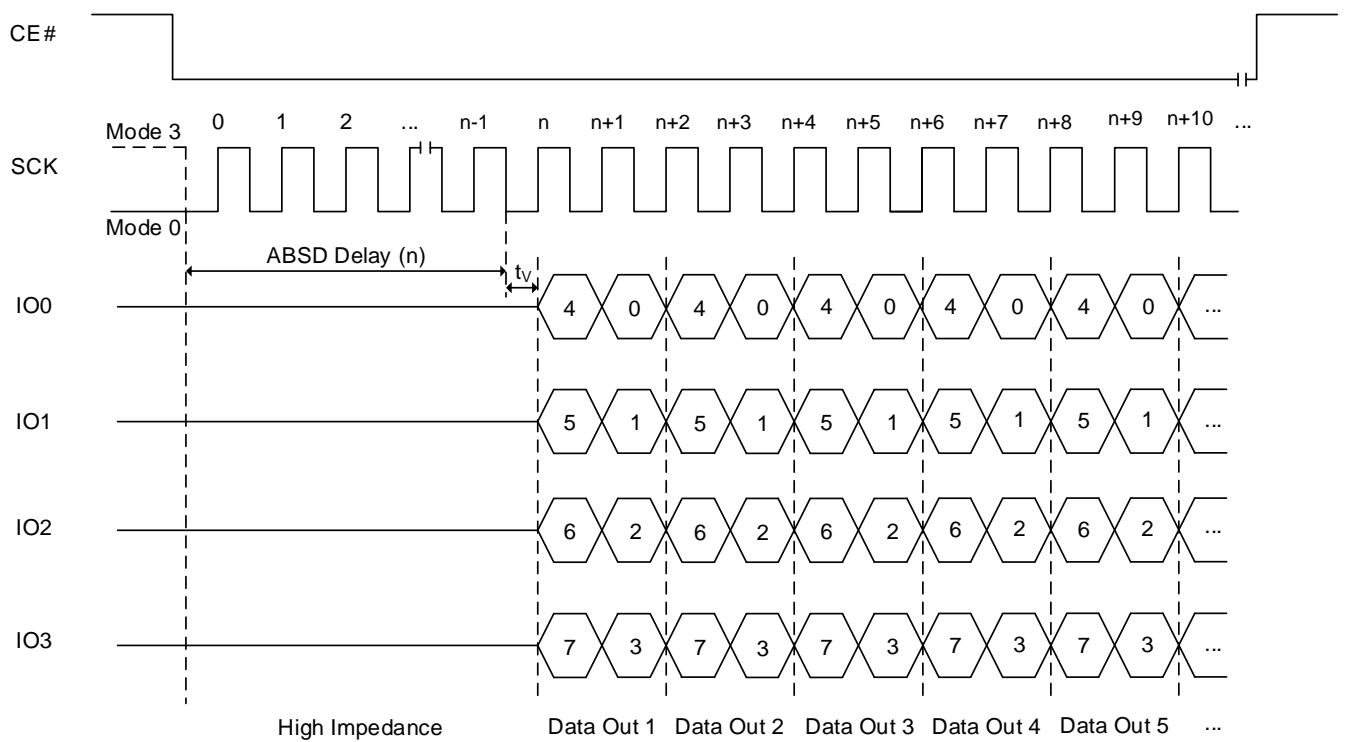 CE#
0 1 2 ... n-1 n n+1 n+2 n+3 n+4 n+5 n+6 n+7 n+8 n+9 n+10 ...
Mode 3
SCK
Mode 0
ABSD Delay (n)
tV
IO0 4 0 4 0 4 0 4 0 4 0 ...
IO1 5 1 5 1 5 1 5 1 5 1 ...
IO2 6 2 6 2 6 2 6 2 6 2 ...
IO3 7 3 7 3 7 3 7 3 7 3 ...
High Impedance Data Out 1 Data Out 2 Data Out 3 Data Out 4 Data Out 5 ...